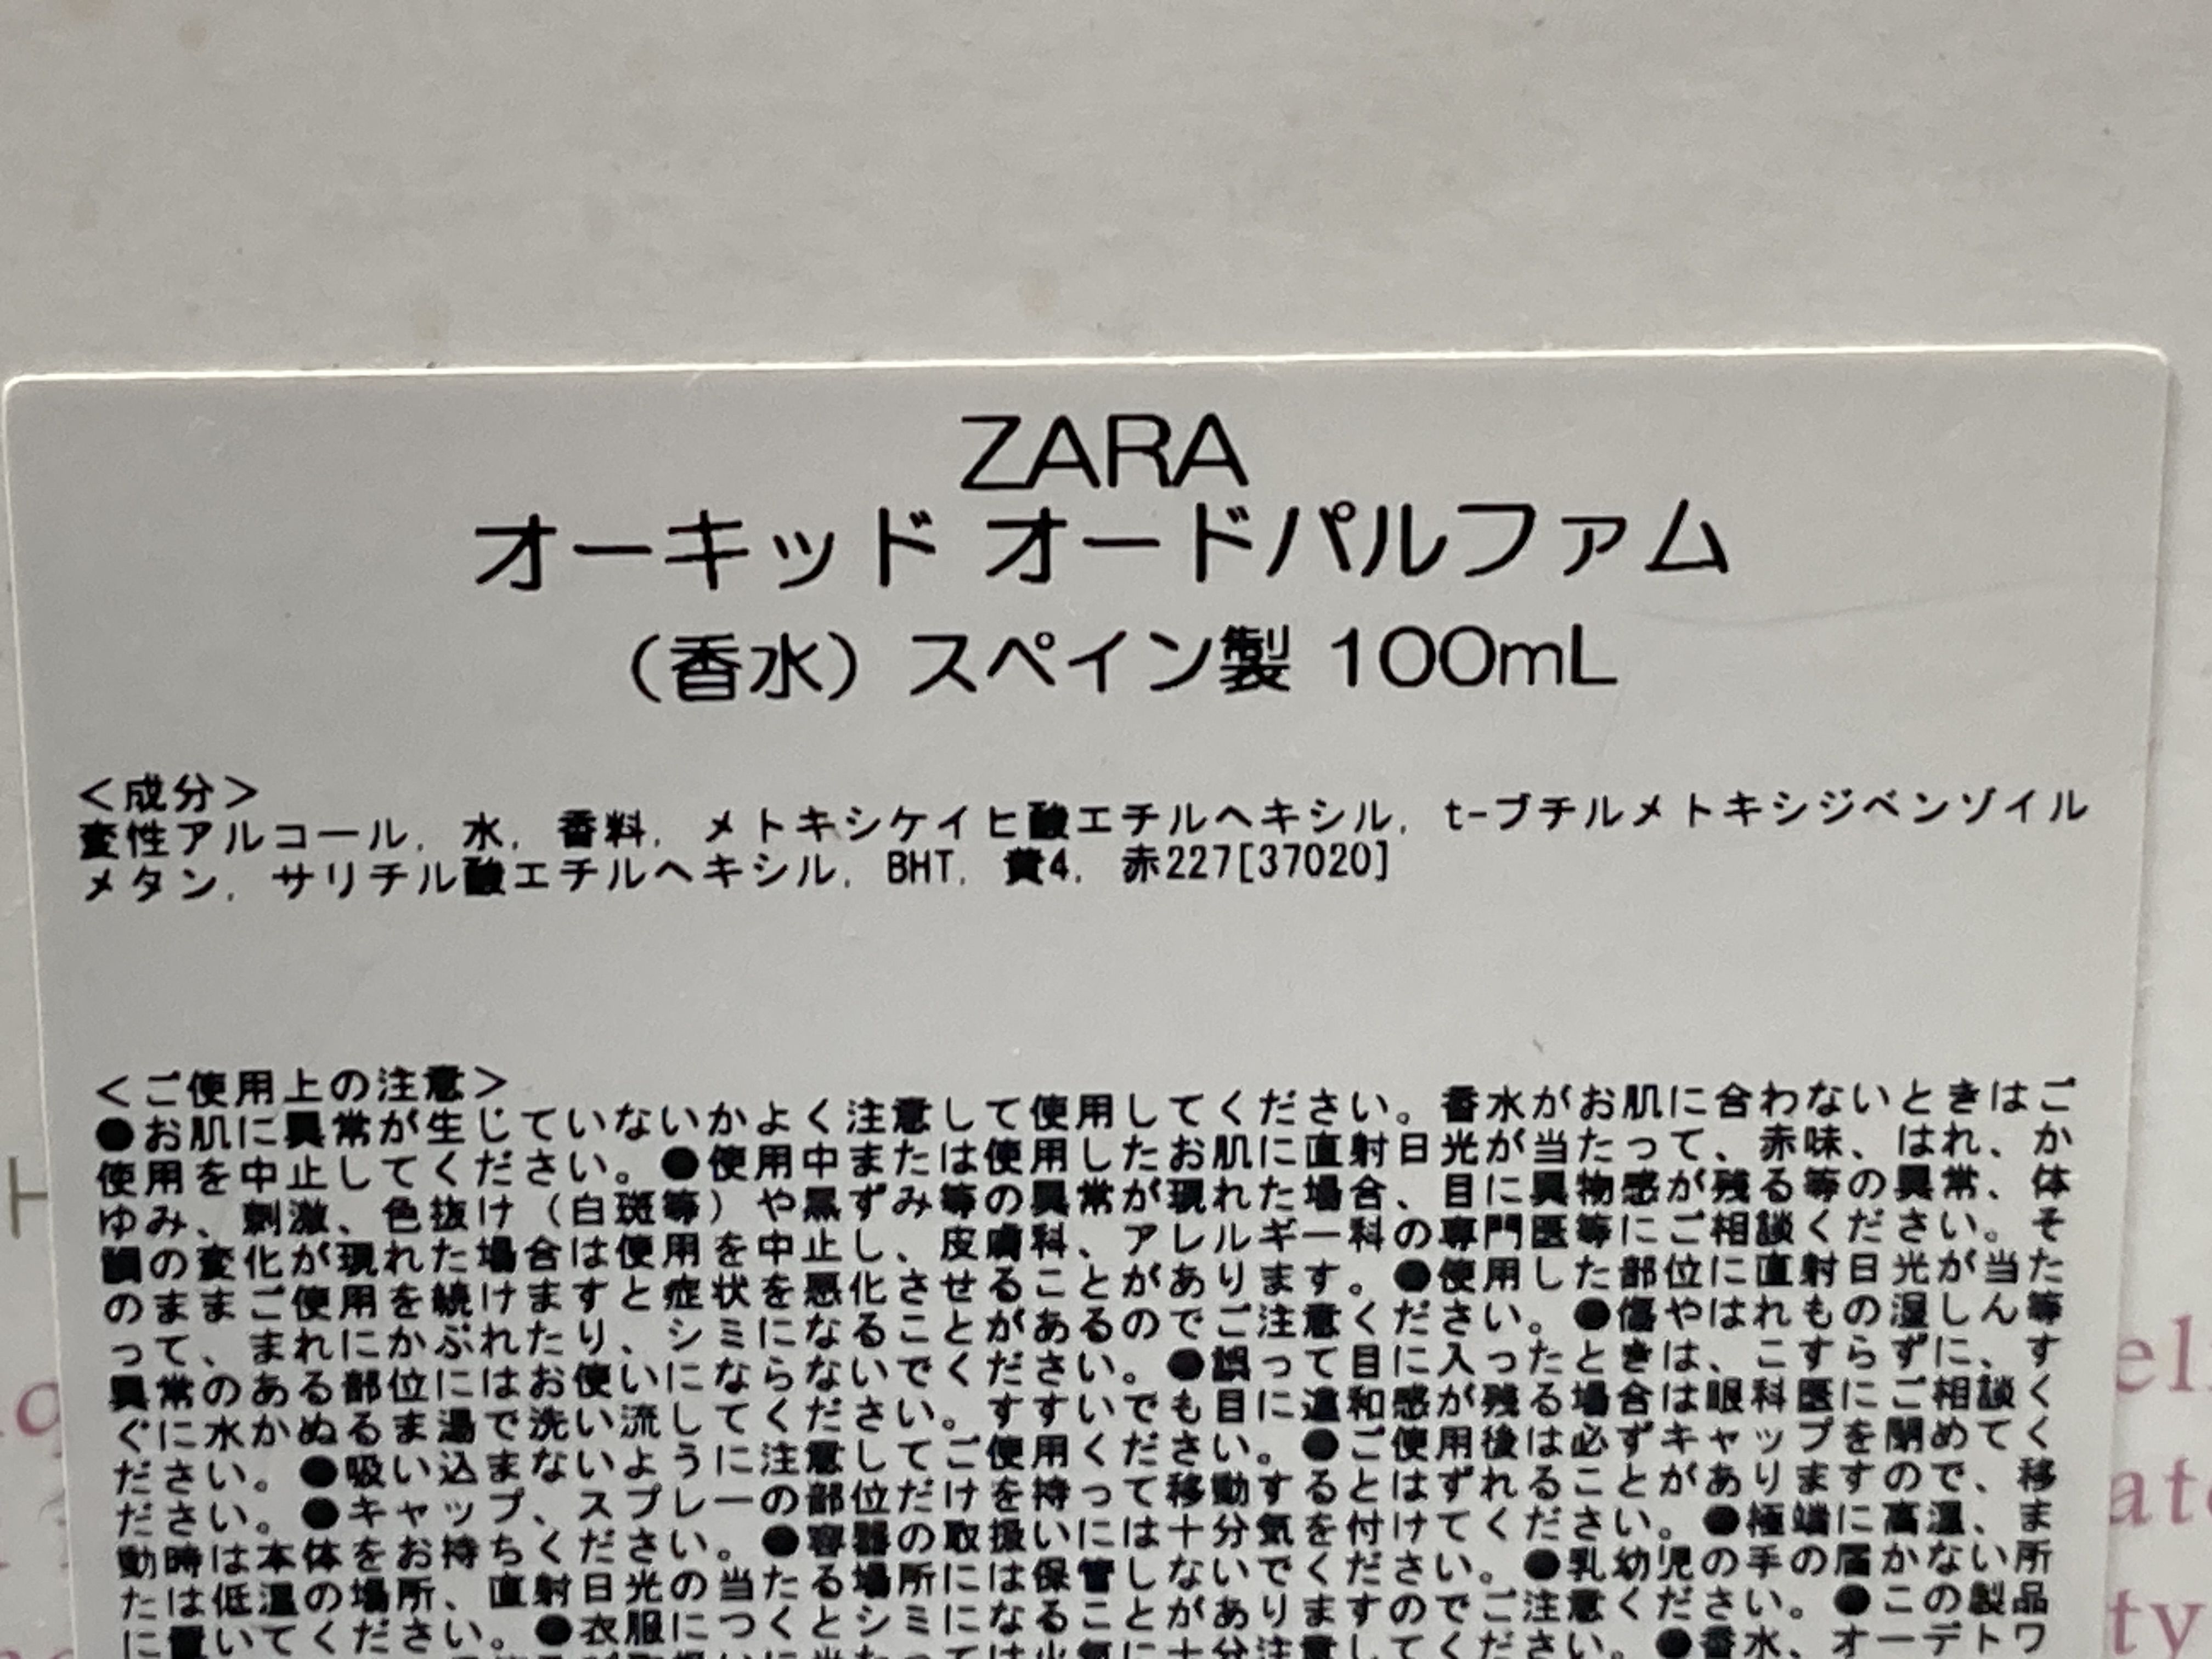 ZARA
オーキッド オードパルファム
（香水）スペイン製 100mL
＜成分＞
変性アルコール, 水, 香料, メトキシケイヒ酸エチルヘキシル, t-ブチルメトキシジベンゾイル
メタン, サリチル酸エチルヘキシル, BHT, 黄4, 赤227[37020]
＜ご使用上の注意＞
●お肌に異常が生じていないかよく注意して使用してください。香水がお肌に合わないときはご
使用を中止してください。●使用中または使用したお肌に直射日光が当たって、赤味、はれ、か
ゆみ、刺激、色抜け（白斑等）や黒ずみ等の異常が現れた場合、目に異物感が残る等の異常、体
調の変化が現れた場合は使用を中止し、皮膚科、アレルギー科の専門医等にご相談ください。そ
のままご使用を続けますと症状を悪化させることがあります。●使用した部位に直射日光が当た
って、まれにかぶれたり、シミになることがあるのでご注意ください。●傷やはれもの湿しん等
異常のある部位にはお使いにならないでください。●誤って目に入ったときは、こすらずに、す
ぐに水かぬるま湯で洗い流してください。すすいでも目に違和感が残る場合は眼科医にご相談く
ださい。●吸い込まないように注意してご使用ください。●ご使用後は必ずキャップを閉めてく
ださい。●キャップ、スプレーの部位だけを持って移動するとはずれることがありますので、移
動時は本体をお持ちください。●容器の取扱いには十分気を付けてください。●極端に高温、ま
たは低温の場所、直射日光の当たる場所には保管しないでください。●乳幼児の手の届かない所
に置いてください。●衣服につくとシミになることがありますのでご注意ください。●この製品
は火気に十分注意してください。●香水、オーデトワ